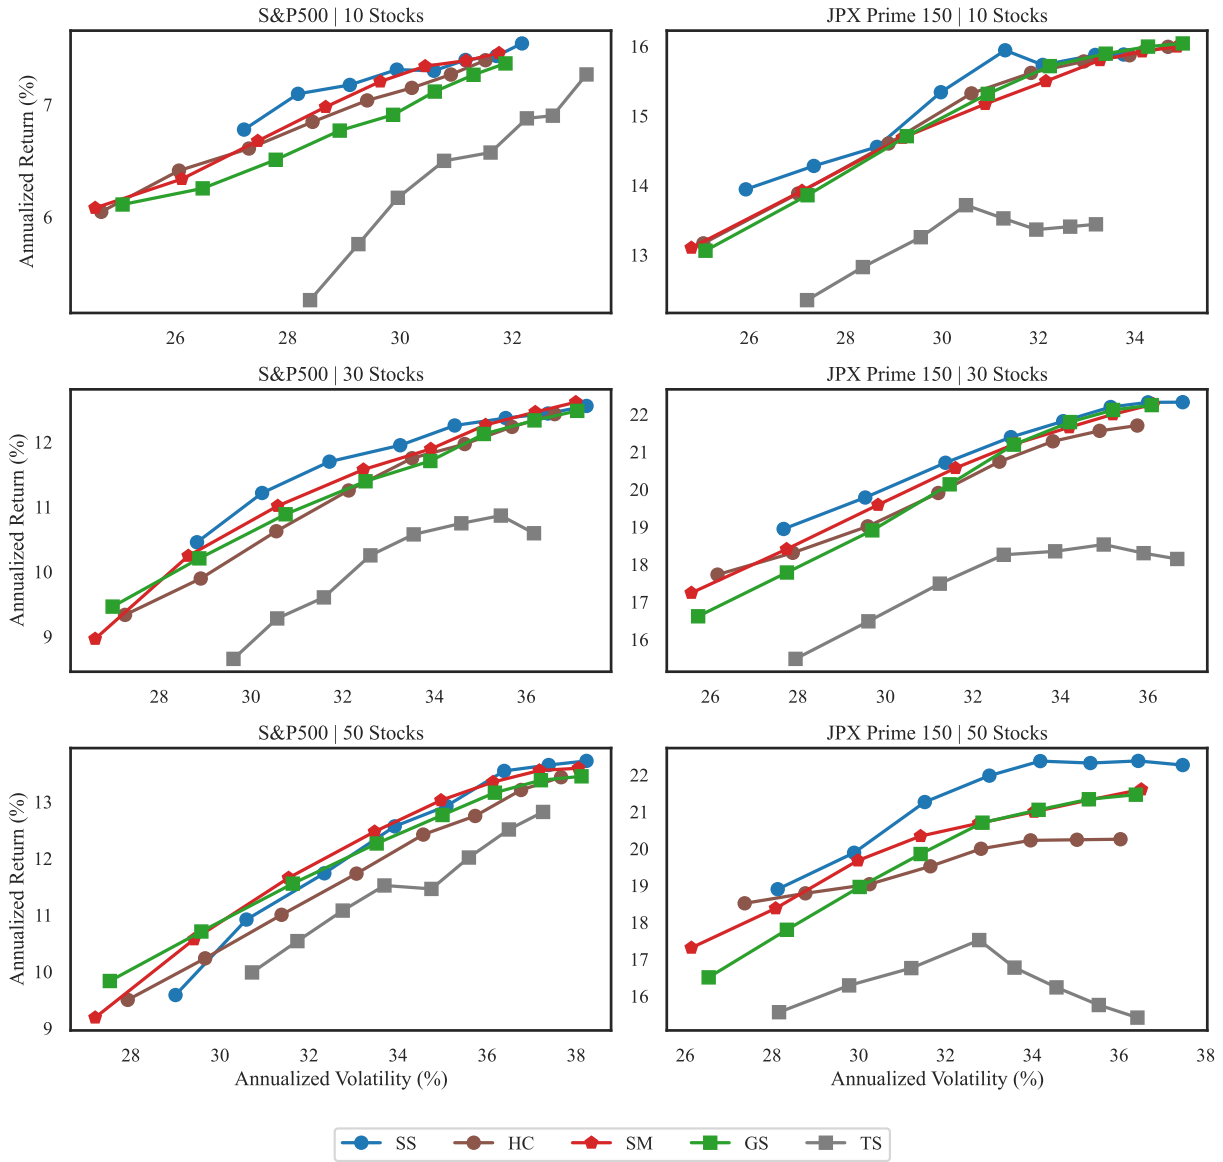 S&P500 | 10 Stocks
JPX Prime 150 | 10 Stocks
Annualized Return (%)
7
6
26 28 30 32
16
15
14
13
26 28 30 32 34
S&P500 | 30 Stocks
JPX Prime 150 | 30 Stocks
Annualized Return (%)
12
11
10
9
28 30 32 34 36
22
21
20
19
18
17
16
26 28 30 32 34 36
S&P500 | 50 Stocks
JPX Prime 150 | 50 Stocks
Annualized Return (%)
13
12
11
10
9
28 30 32 34 36 38
Annualized Volatility (%)
22
21
20
19
18
17
16
26 28 30 32 34 36 38
Annualized Volatility (%)
SS HC SM GS TS